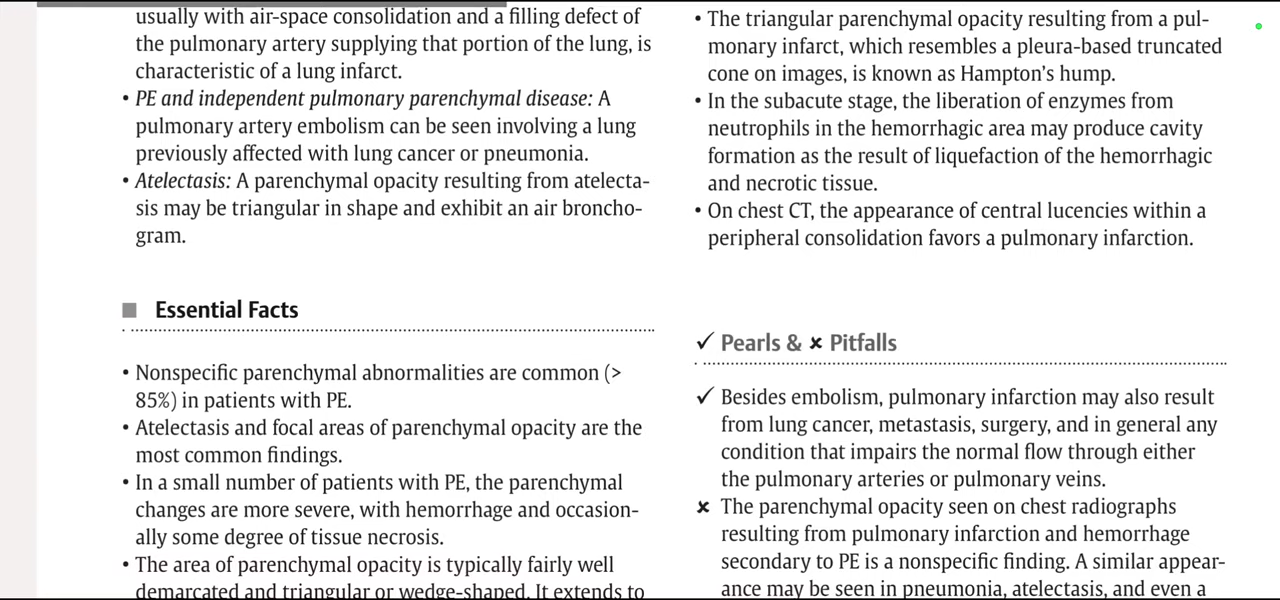 usually with air-space consolidation and a filling defect of
the pulmonary artery supplying that portion of the lung, is
characteristic of a lung infarct.
• PE and independent pulmonary parenchymal disease: A
pulmonary artery embolism can be seen involving a lung
previously affected with lung cancer or pneumonia.
• Atelectasis: A parenchymal opacity resulting from atelecta-
sis may be triangular in shape and exhibit an air broncho-
gram.
■ Essential Facts
• Nonspecific parenchymal abnormalities are common (>
85%) in patients with PE.
• Atelectasis and focal areas of parenchymal opacity are the
most common findings.
• In a small number of patients with PE, the parenchymal
changes are more severe, with hemorrhage and occasion-
ally some degree of tissue necrosis.
• The area of parenchymal opacity is typically fairly well
demarcated and triangular or wedge-shaped. It extends to
• The triangular parenchymal opacity resulting from a pul-
monary infarct, which resembles a pleura-based truncated
cone on images, is known as Hampton's hump.
• In the subacute stage, the liberation of enzymes from
neutrophils in the hemorrhagic area may produce cavity
formation as the result of liquefaction of the hemorrhagic
and necrotic tissue.
• On chest CT, the appearance of central lucencies within a
peripheral consolidation favors a pulmonary infarction.
✓ Pearls & ✘ Pitfalls
✓ Besides embolism, pulmonary infarction may also result
from lung cancer, metastasis, surgery, and in general any
condition that impairs the normal flow through either
the pulmonary arteries or pulmonary veins.
✘ The parenchymal opacity seen on chest radiographs
resulting from pulmonary infarction and hemorrhage
secondary to PE is a nonspecific finding. A similar appear-
ance may be seen in pneumonia, atelectasis, and even a